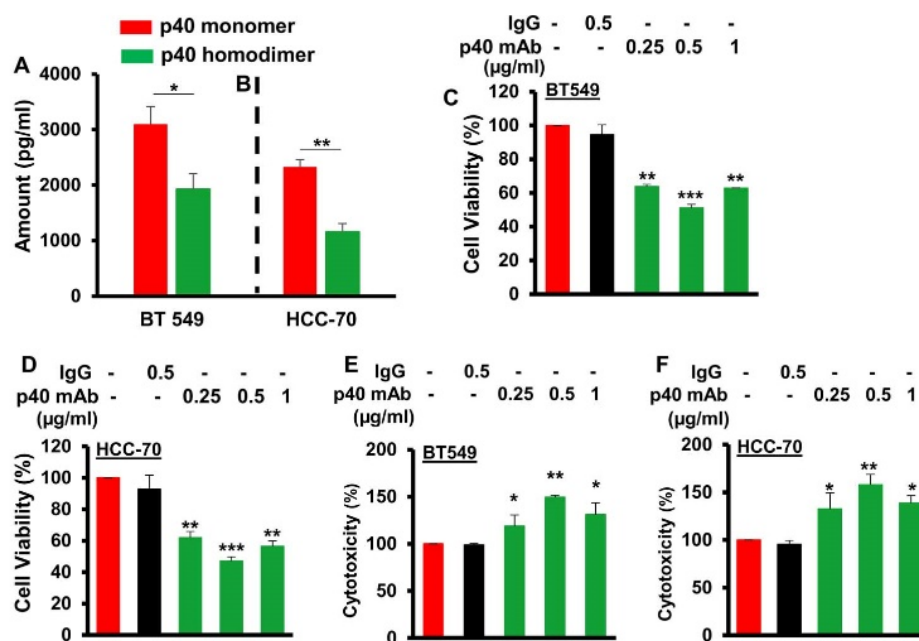 p40 monomer
p40 homodimer
A
B
Amount (pg/ml)
4000
3000
2000
1000
0
*
**
BT 549
HCC-70
IgG - 0.5 - - -
p40 mAb - - 0.25 0.5 1
(µg/ml)
C
BT549
Cell Viability (%)
120
100
80
60
40
20
0
** *** **
D
IgG - 0.5 - - -
p40 mAb - - 0.25 0.5 1
(µg/ml)
HCC-70
Cell Viability (%)
120
100
80
60
40
20
0
** *** **
E
IgG - 0.5 - - -
p40 mAb - - 0.25 0.5 1
(µg/ml)
BT549
Cytotoxicity (%)
200
150
100
50
0
* ** *
F
IgG - 0.5 - - -
p40 mAb - - 0.25 0.5 1
(µg/ml)
HCC-70
Cytotoxicity (%)
200
150
100
50
0
* ** *